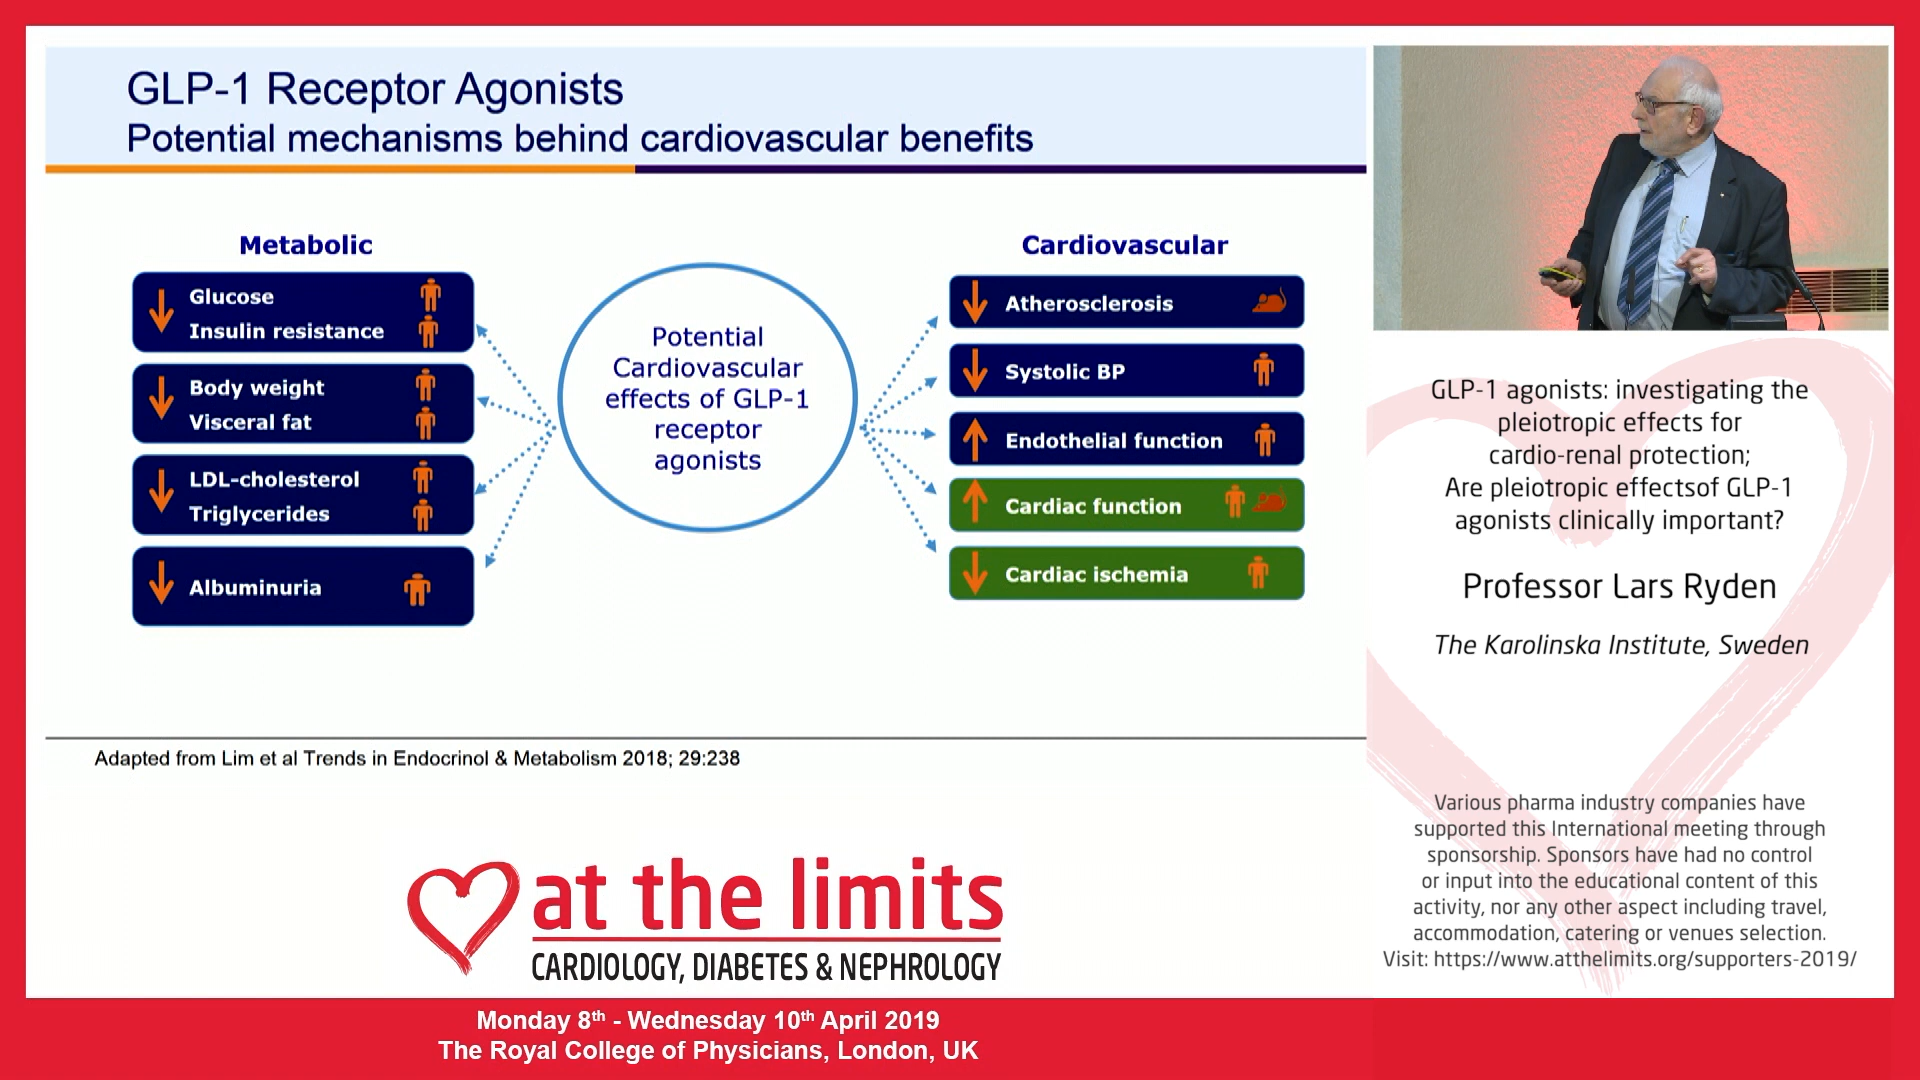 GLP-1 Receptor Agonists
Potential mechanisms behind cardiovascular benefits
Metabolic
Glucose
Insulin resistance
Body weight
Visceral fat
LDL-cholesterol
Triglycerides
Albuminuria
Potential
Cardiovascular
effects of GLP-1
receptor
agonists
Cardiovascular
Atherosclerosis
Systolic BP
Endothelial function
Cardiac function
Cardiac ischemia
Adapted from Lim et al Trends in Endocrinol & Metabolism 2018; 29:238
GLP-1 agonists: investigating the
pleiotropic effects for
cardio-renal protection;
Are pleiotropic effectsof GLP-1
agonists clinically important?
Professor Lars Ryden
The Karolinska Institute, Sweden
Various pharma industry companies have
supported this International meeting through
sponsorship. Sponsors have had no control
or input into the educational content of this
activity, nor any other aspect including travel,
accommodation, catering or venues selection.
Visit: https://www.atthelimits.org/supporters-2019/
at the limits
CARDIOLOGY, DIABETES & NEPHROLOGY
Monday 8th - Wednesday 10th April 2019
The Royal College of Physicians, London, UK